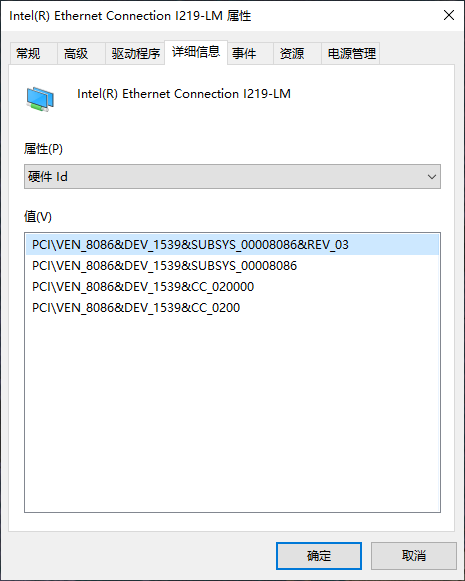 Intel(R) Ethernet Connection I219-LM 属性
常规 高级 驱动程序 详细信息 事件 资源 电源管理
Intel(R) Ethernet Connection I219-LM
属性(P)
硬件 Id
值(V)
PCI\VEN_8086&DEV_1539&SUBSYS_00008086&REV_03
PCI\VEN_8086&DEV_1539&SUBSYS_00008086
PCI\VEN_8086&DEV_1539&CC_020000
PCI\VEN_8086&DEV_1539&CC_0200
确定 取消